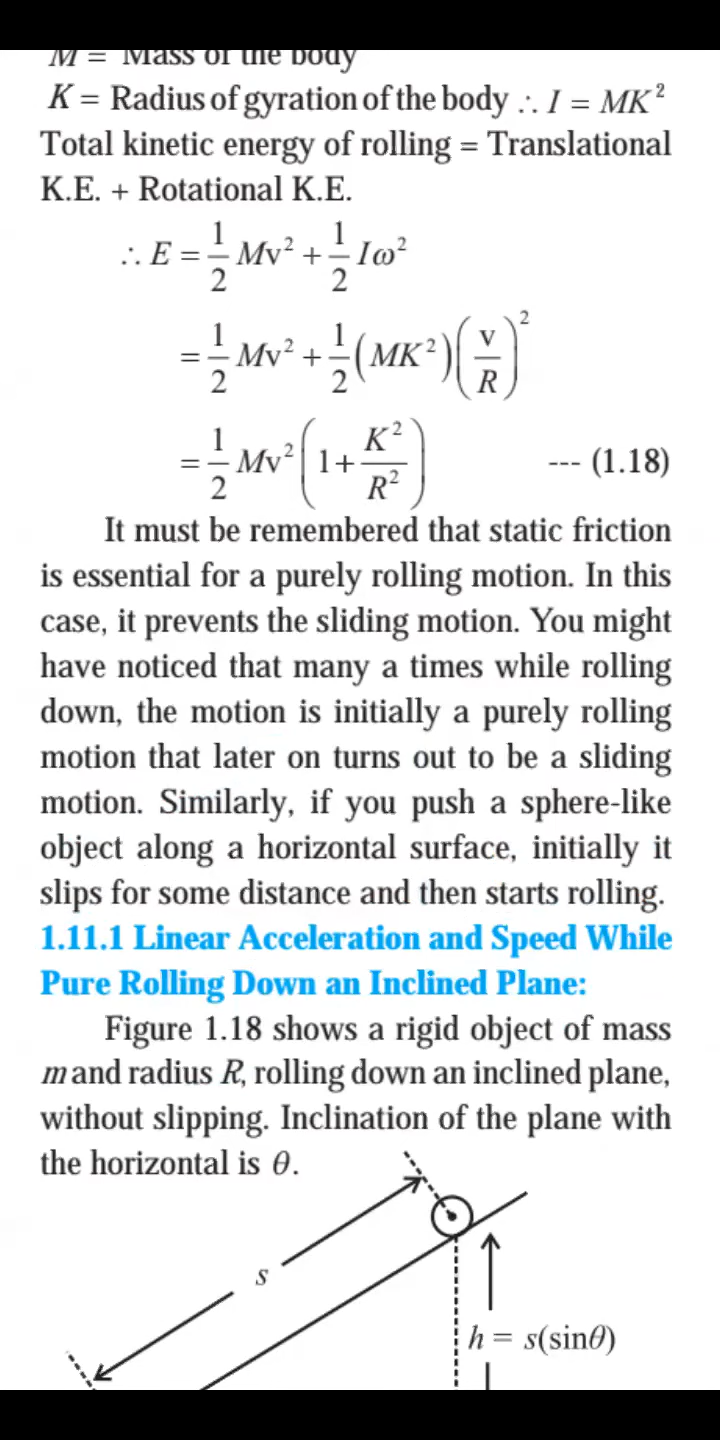 M = Mass of the body
K = Radius of gyration of the body ∴ I = MK²
Total kinetic energy of rolling = Translational
K.E. + Rotational K.E.
∴ E = 1/2 Mv² + 1/2 Iω²
= 1/2 Mv² + 1/2 (MK²) (v/R)²
= 1/2 Mv² (1 + K²/R²) --- (1.18)
It must be remembered that static friction
is essential for a purely rolling motion. In this
case, it prevents the sliding motion. You might
have noticed that many a times while rolling
down, the motion is initially a purely rolling
motion that later on turns out to be a sliding
motion. Similarly, if you push a sphere-like
object along a horizontal surface, initially it
slips for some distance and then starts rolling.
1.11.1 Linear Acceleration and Speed While
Pure Rolling Down an Inclined Plane:
Figure 1.18 shows a rigid object of mass
m and radius R, rolling down an inclined plane,
without slipping. Inclination of the plane with
the horizontal is θ.
s
h = s(sinθ)